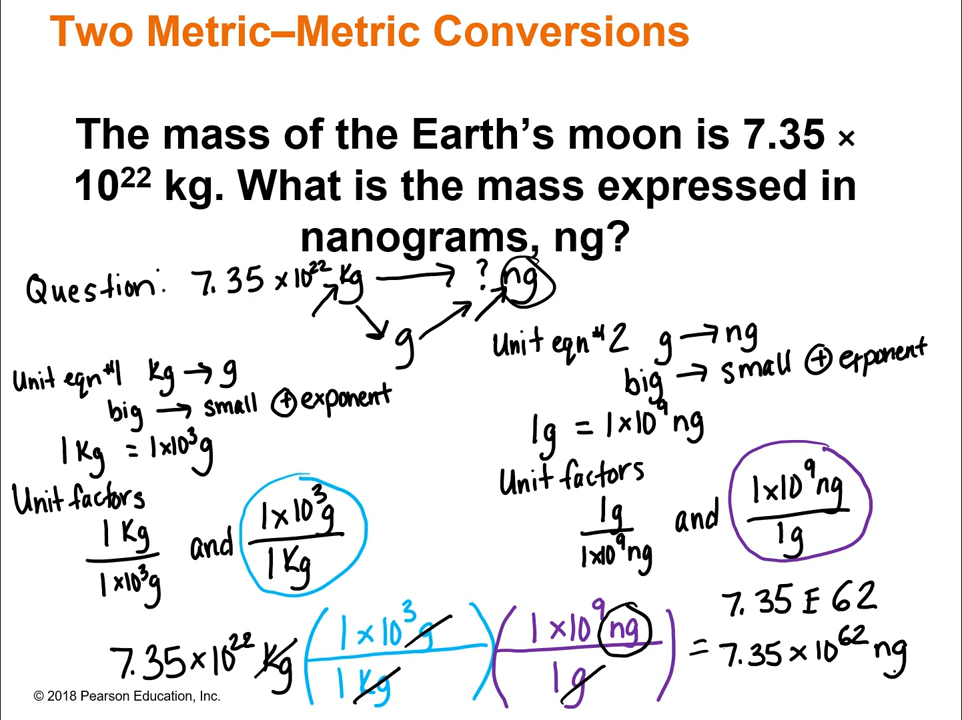 Two Metric–Metric Conversions
The mass of the Earth's moon is 7.35 ×
10²² kg. What is the mass expressed in
nanograms, ng?
Question: 7.35 × 10²² kg → ? ng
g
Unit eqn #1 kg → g
big → small ⊕ exponent
1 kg = 1×10³ g
Unit factors
1 kg / 1×10³ g and 1×10³ g / 1 kg
Unit eqn #2 g → ng
big → small ⊕ exponent
1g = 1×10⁹ ng
Unit factors
1g / 1×10⁹ ng and 1×10⁹ ng / 1g
7.35 E 62
7.35×10²² kg (1×10³ g / 1 kg) (1×10⁹ ng / 1g) = 7.35×10⁶² ng
© 2018 Pearson Education, Inc.